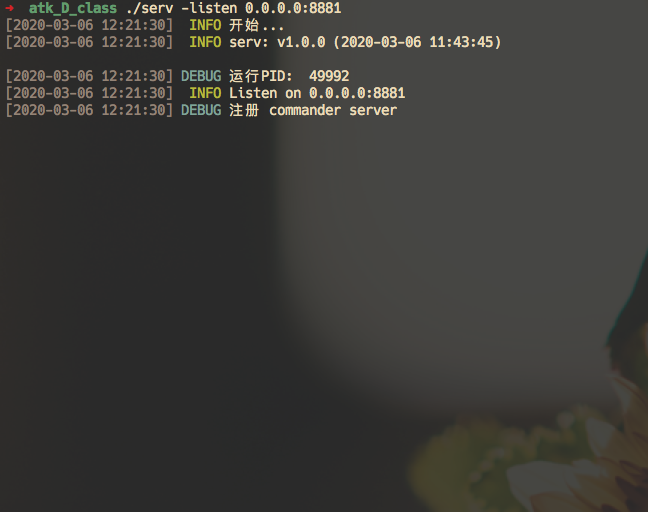 ➜ atk_D_class ./serv -listen 0.0.0.0:8881
[2020-03-06 12:21:30] INFO 开始...
[2020-03-06 12:21:30] INFO serv: v1.0.0 (2020-03-06 11:43:45)
[2020-03-06 12:21:30] DEBUG 运行PID: 49992
[2020-03-06 12:21:30] INFO Listen on 0.0.0.0:8881
[2020-03-06 12:21:30] DEBUG 注册 commander server